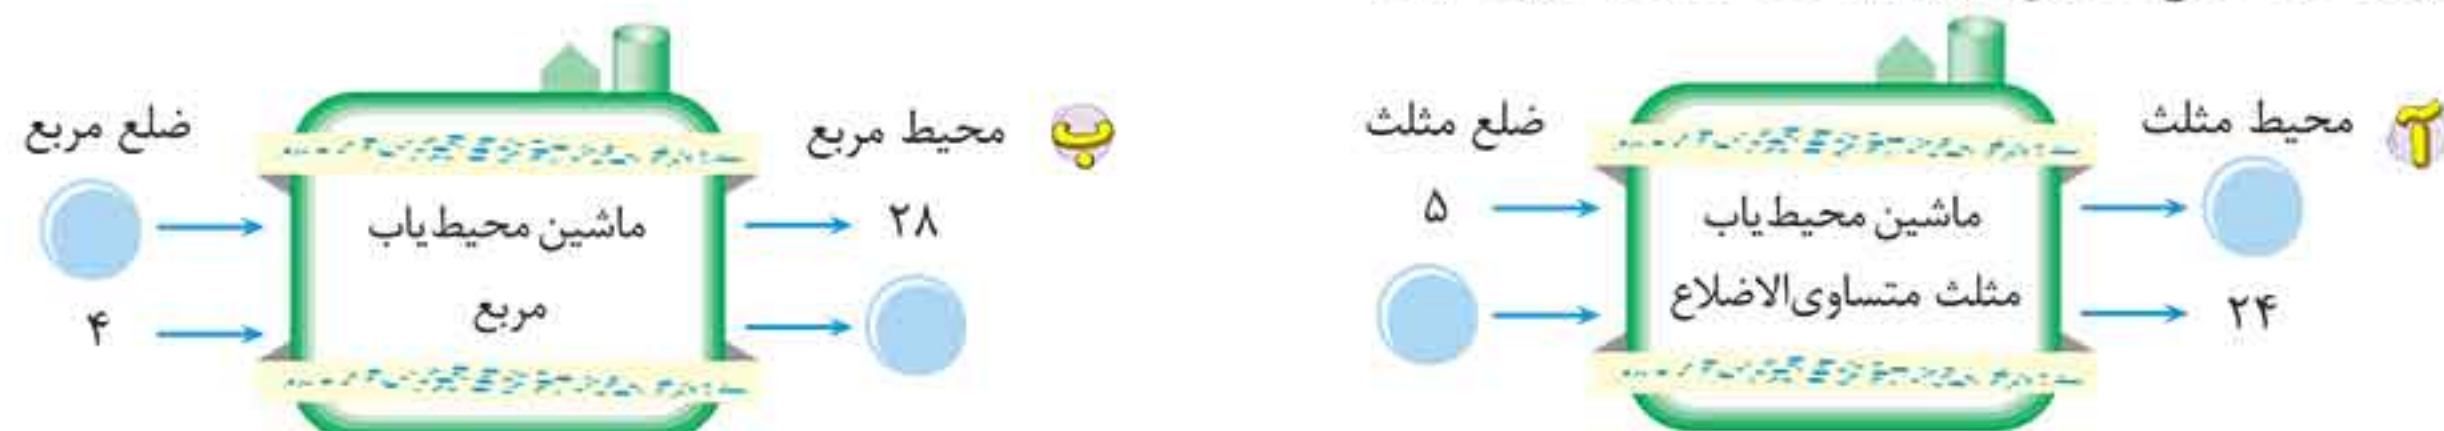 آ
محیط مثلث
ضلع مثلث
۵
ماشین محیط‌یاب
مثلث متساوی‌الاضلاع
۲۴
ب
محیط مربع
ضلع مربع
۲۸
ماشین محیط‌یاب
مربع
۴